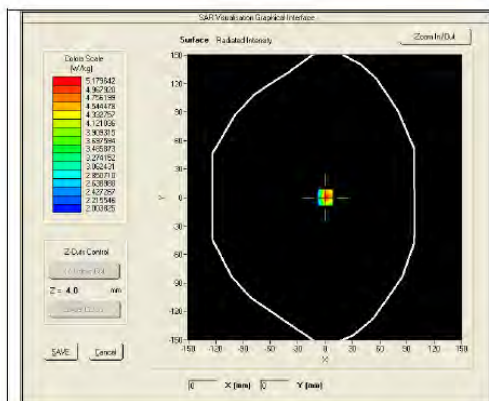 SAR Visualisation Graphical Interface
Surface Radiated Intensity
Zoom In/Out
Colors Scale
(W/kg)
5.179642
4.967920
4.756199
4.544478
4.332757
4.121036
3.909315
3.697594
3.485873
3.274152
3.062431
2.850710
2.638988
2.427267
2.215546
2.003825
150
120
90
60
30
0
-30
-60
-90
-120
-150
Y
-150 -120 -90 -60 -30 0 30 60 90 120 150
X
Z-Cuts Control
Z = 4.0 mm
SAVE Cancel
0 X (mm) 0 Y (mm)